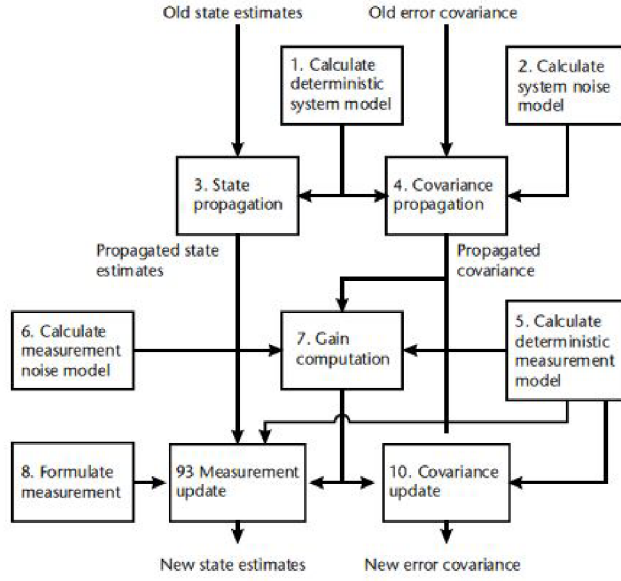 Old state estimates
Old error covariance
1. Calculate
deterministic
system model
2. Calculate
system noise
model
3. State
propagation
4. Covariance
propagation
Propagated state
estimates
Propagated
covariance
6. Calculate
measurement
noise model
7. Gain
computation
5. Calculate
deterministic
measurement
model
8. Formulate
measurement
93 Measurement
update
10. Covariance
update
New state estimates
New error covariance